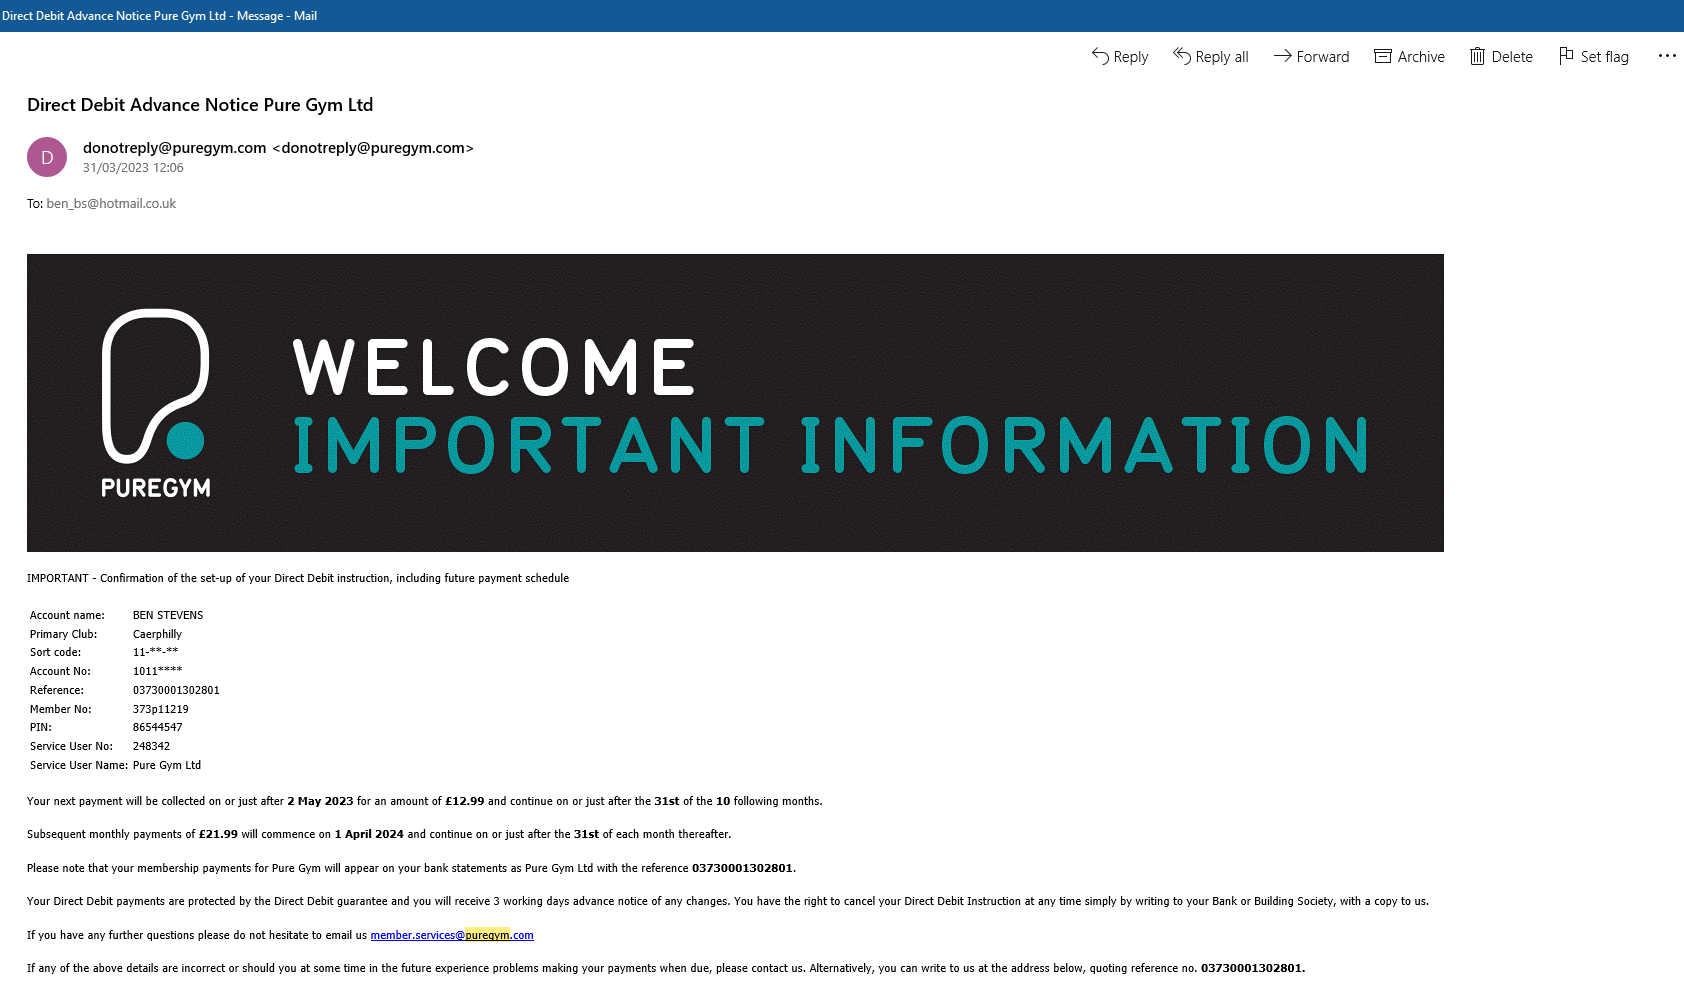 Direct Debit Advance Notice Pure Gym Ltd - Message - Mail
Reply Reply all Forward Archive Delete Set flag ···
Direct Debit Advance Notice Pure Gym Ltd
D
donotreply@puregym.com <donotreply@puregym.com>
31/03/2023 12:06
To: ben_bs@hotmail.co.uk
WELCOME
IMPORTANT INFORMATION
PUREGYM
IMPORTANT - Confirmation of the set-up of your Direct Debit instruction, including future payment schedule
Account name: BEN STEVENS
Primary Club: Caerphilly
Sort code: 11-**-**
Account No: 1011****
Reference: 03730001302801
Member No: 373p11219
PIN: 86544547
Service User No: 248342
Service User Name: Pure Gym Ltd
Your next payment will be collected on or just after 2 May 2023 for an amount of £12.99 and continue on or just after the 31st of the 10 following months.
Subsequent monthly payments of £21.99 will commence on 1 April 2024 and continue on or just after the 31st of each month thereafter.
Please note that your membership payments for Pure Gym will appear on your bank statements as Pure Gym Ltd with the reference 03730001302801.
Your Direct Debit payments are protected by the Direct Debit guarantee and you will receive 3 working days advance notice of any changes. You have the right to cancel your Direct Debit Instruction at any time simply by writing to your Bank or Building Society, with a copy to us.
If you have any further questions please do not hesitate to email us member.services@puregym.com
If any of the above details are incorrect or should you at some time in the future experience problems making your payments when due, please contact us. Alternatively, you can write to us at the address below, quoting reference no. 03730001302801.